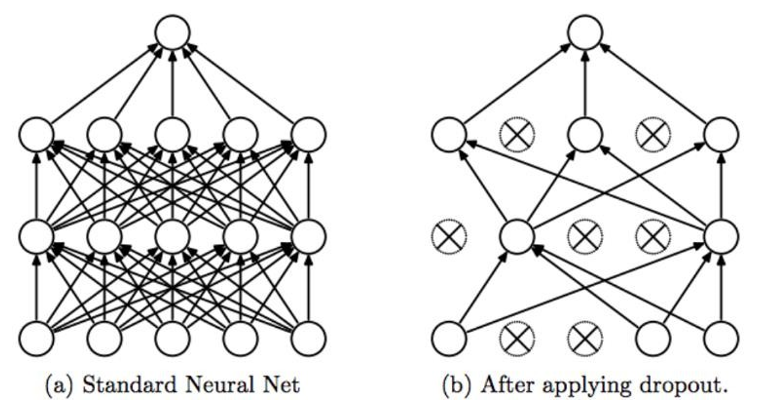 (a) Standard Neural Net
(b) After applying dropout.